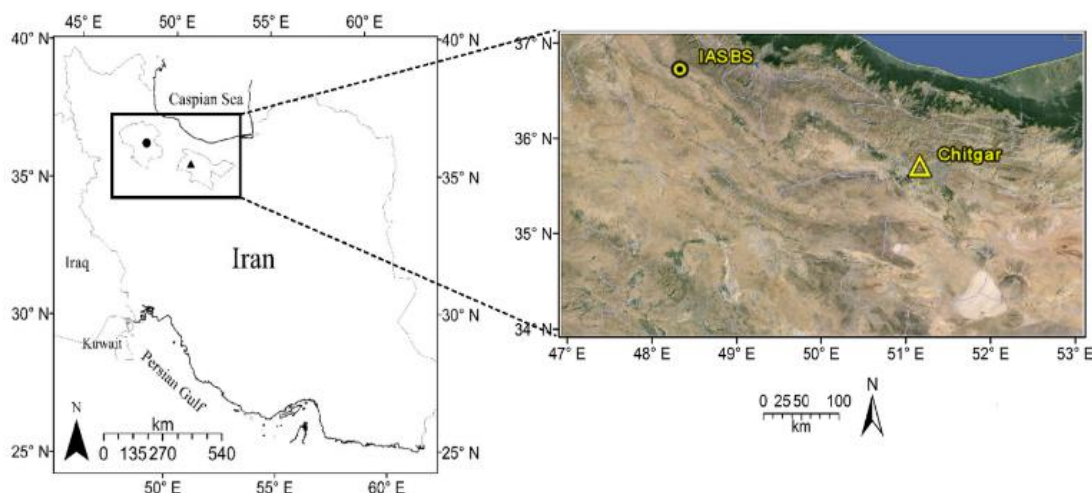 45° E 50° E 55° E 60° E
40° N
40° N
Caspian Sea
35° N
35° N
Iraq
Iran
30° N
30° N
Kuwait
Persian Gulf
N
km
0 135 270 540
25° N
25° N
50° E 55° E 60° E
37° N
IASBS
36° N
Chitgar
35° N
34° N
47° E 48° E 49° E 50° E 51° E 52° E 53° E
N
0 25 50 100
km